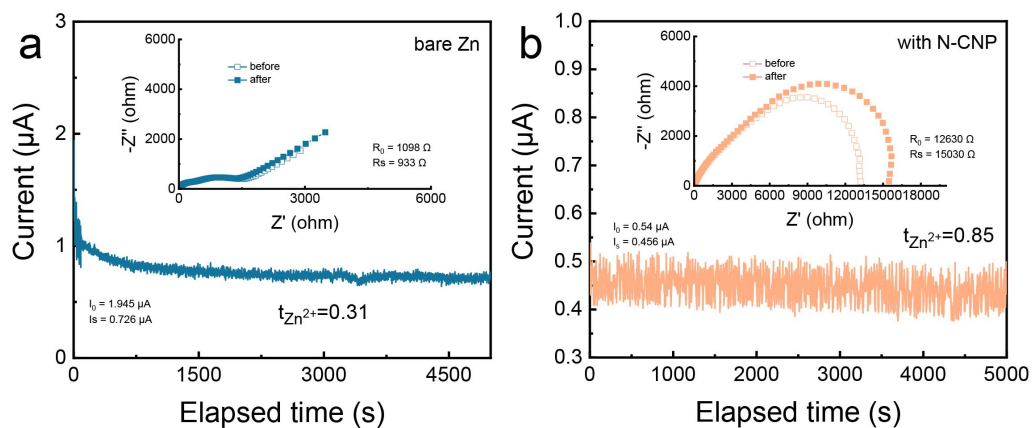 a
bare Zn
Current (µA)
3
2
1
0
0
1500
3000
4500
Elapsed time (s)
6000
4000
2000
0
-Z'' (ohm)
0
3000
6000
Z' (ohm)
before
after
R₀ = 1098 Ω
Rs = 933 Ω
I₀ = 1.945 µA
Is = 0.726 µA
t_Zn²⁺=0.31
b
with N-CNP
Current (µA)
1.0
0.9
0.8
0.7
0.6
0.5
0.4
0.3
0
1000
2000
3000
4000
5000
Elapsed time (s)
6000
4000
2000
0
-Z'' (ohm)
0
3000
6000
9000
12000
15000
18000
Z' (ohm)
before
after
R₀ = 12630 Ω
Rs = 15030 Ω
I₀ = 0.54 µA
Iₛ = 0.456 µA
t_Zn²⁺=0.85